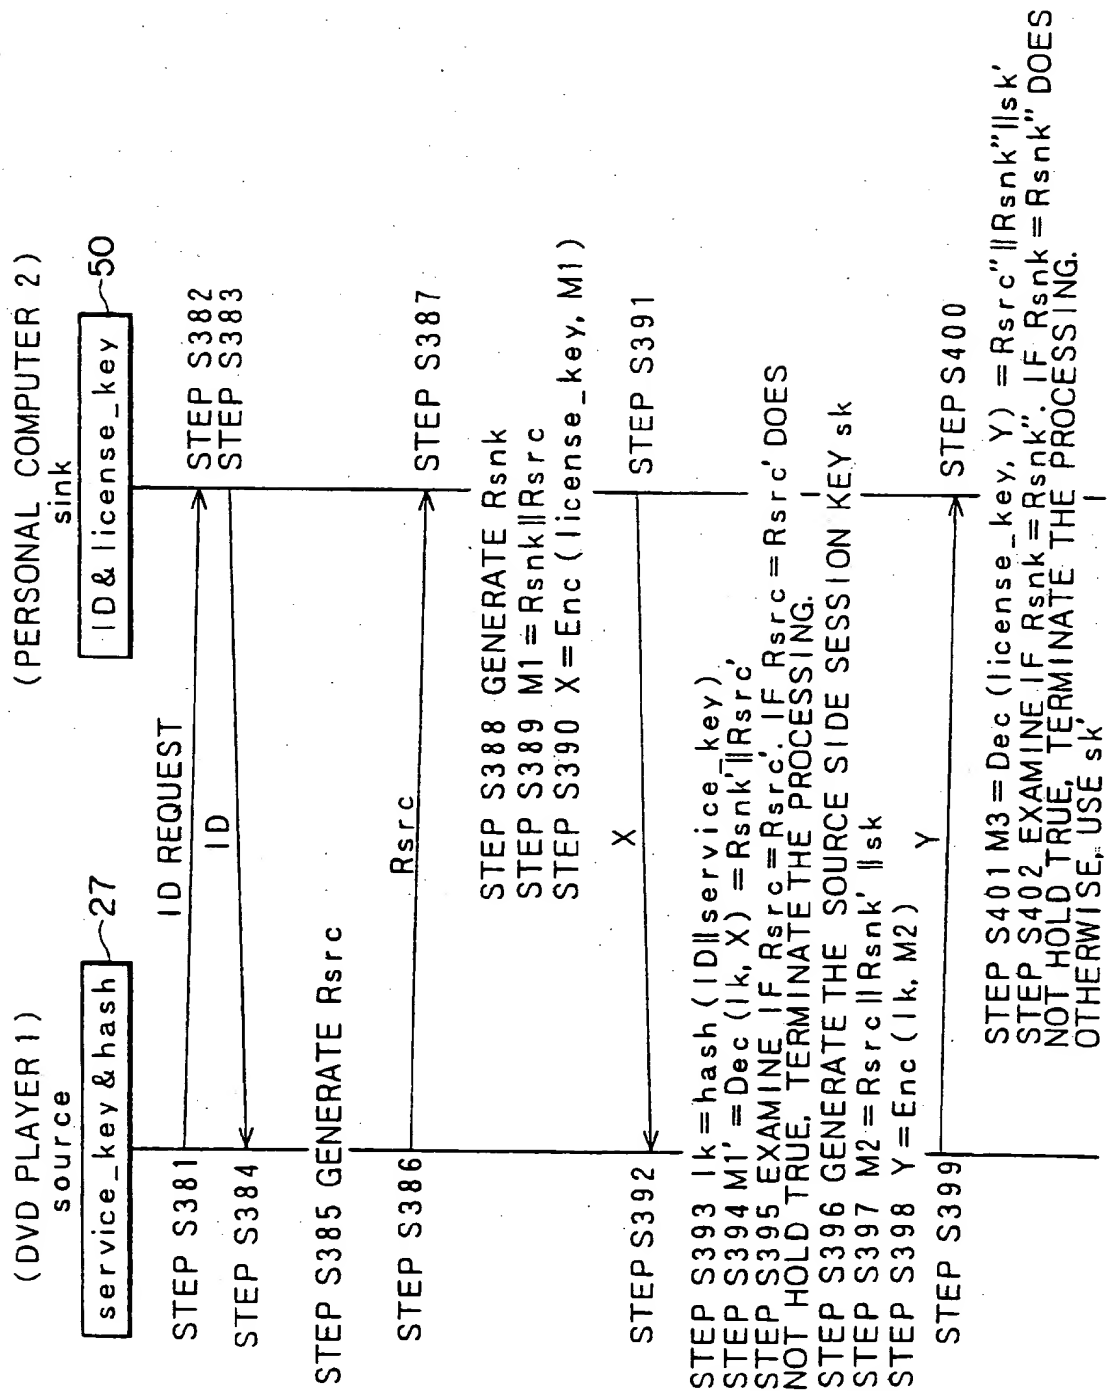 (DVD PLAYER 1)
source
service_key & hash
27
(PERSONAL COMPUTER 2)
sink
ID & license_key
50
STEP S381
ID REQUEST
STEP S382
STEP S383
ID
STEP S384
STEP S385 GENERATE Rsrc
STEP S386
Rsrc
STEP S387
STEP S388 GENERATE Rsnk
STEP S389 M1=Rsnk||Rsrc
STEP S390 X=Enc(license_key, M1)
STEP S391
X
STEP S392
STEP S393 lk=hash(ID||service_key)
STEP S394 M1'=Dec(lk, X)=Rsnk'||Rsrc'
STEP S395 EXAMINE IF Rsrc=Rsrc'. IF Rsrc=Rsrc' DOES
NOT HOLD TRUE, TERMINATE THE PROCESSING.
STEP S396 GENERATE THE SOURCE SIDE SESSION KEY sk
STEP S397 M2=Rsrc||Rsnk'||sk
STEP S398 Y=Enc(lk, M2)
STEP S399
Y
STEP S400
STEP S401 M3=Dec(license_key, Y)=Rsrc"||Rsnk"||sk'
STEP S402 EXAMINE IF Rsnk=Rsnk". IF Rsnk=Rsnk" DOES
NOT HOLD TRUE, TERMINATE THE PROCESSING.
OTHERWISE, USE sk'